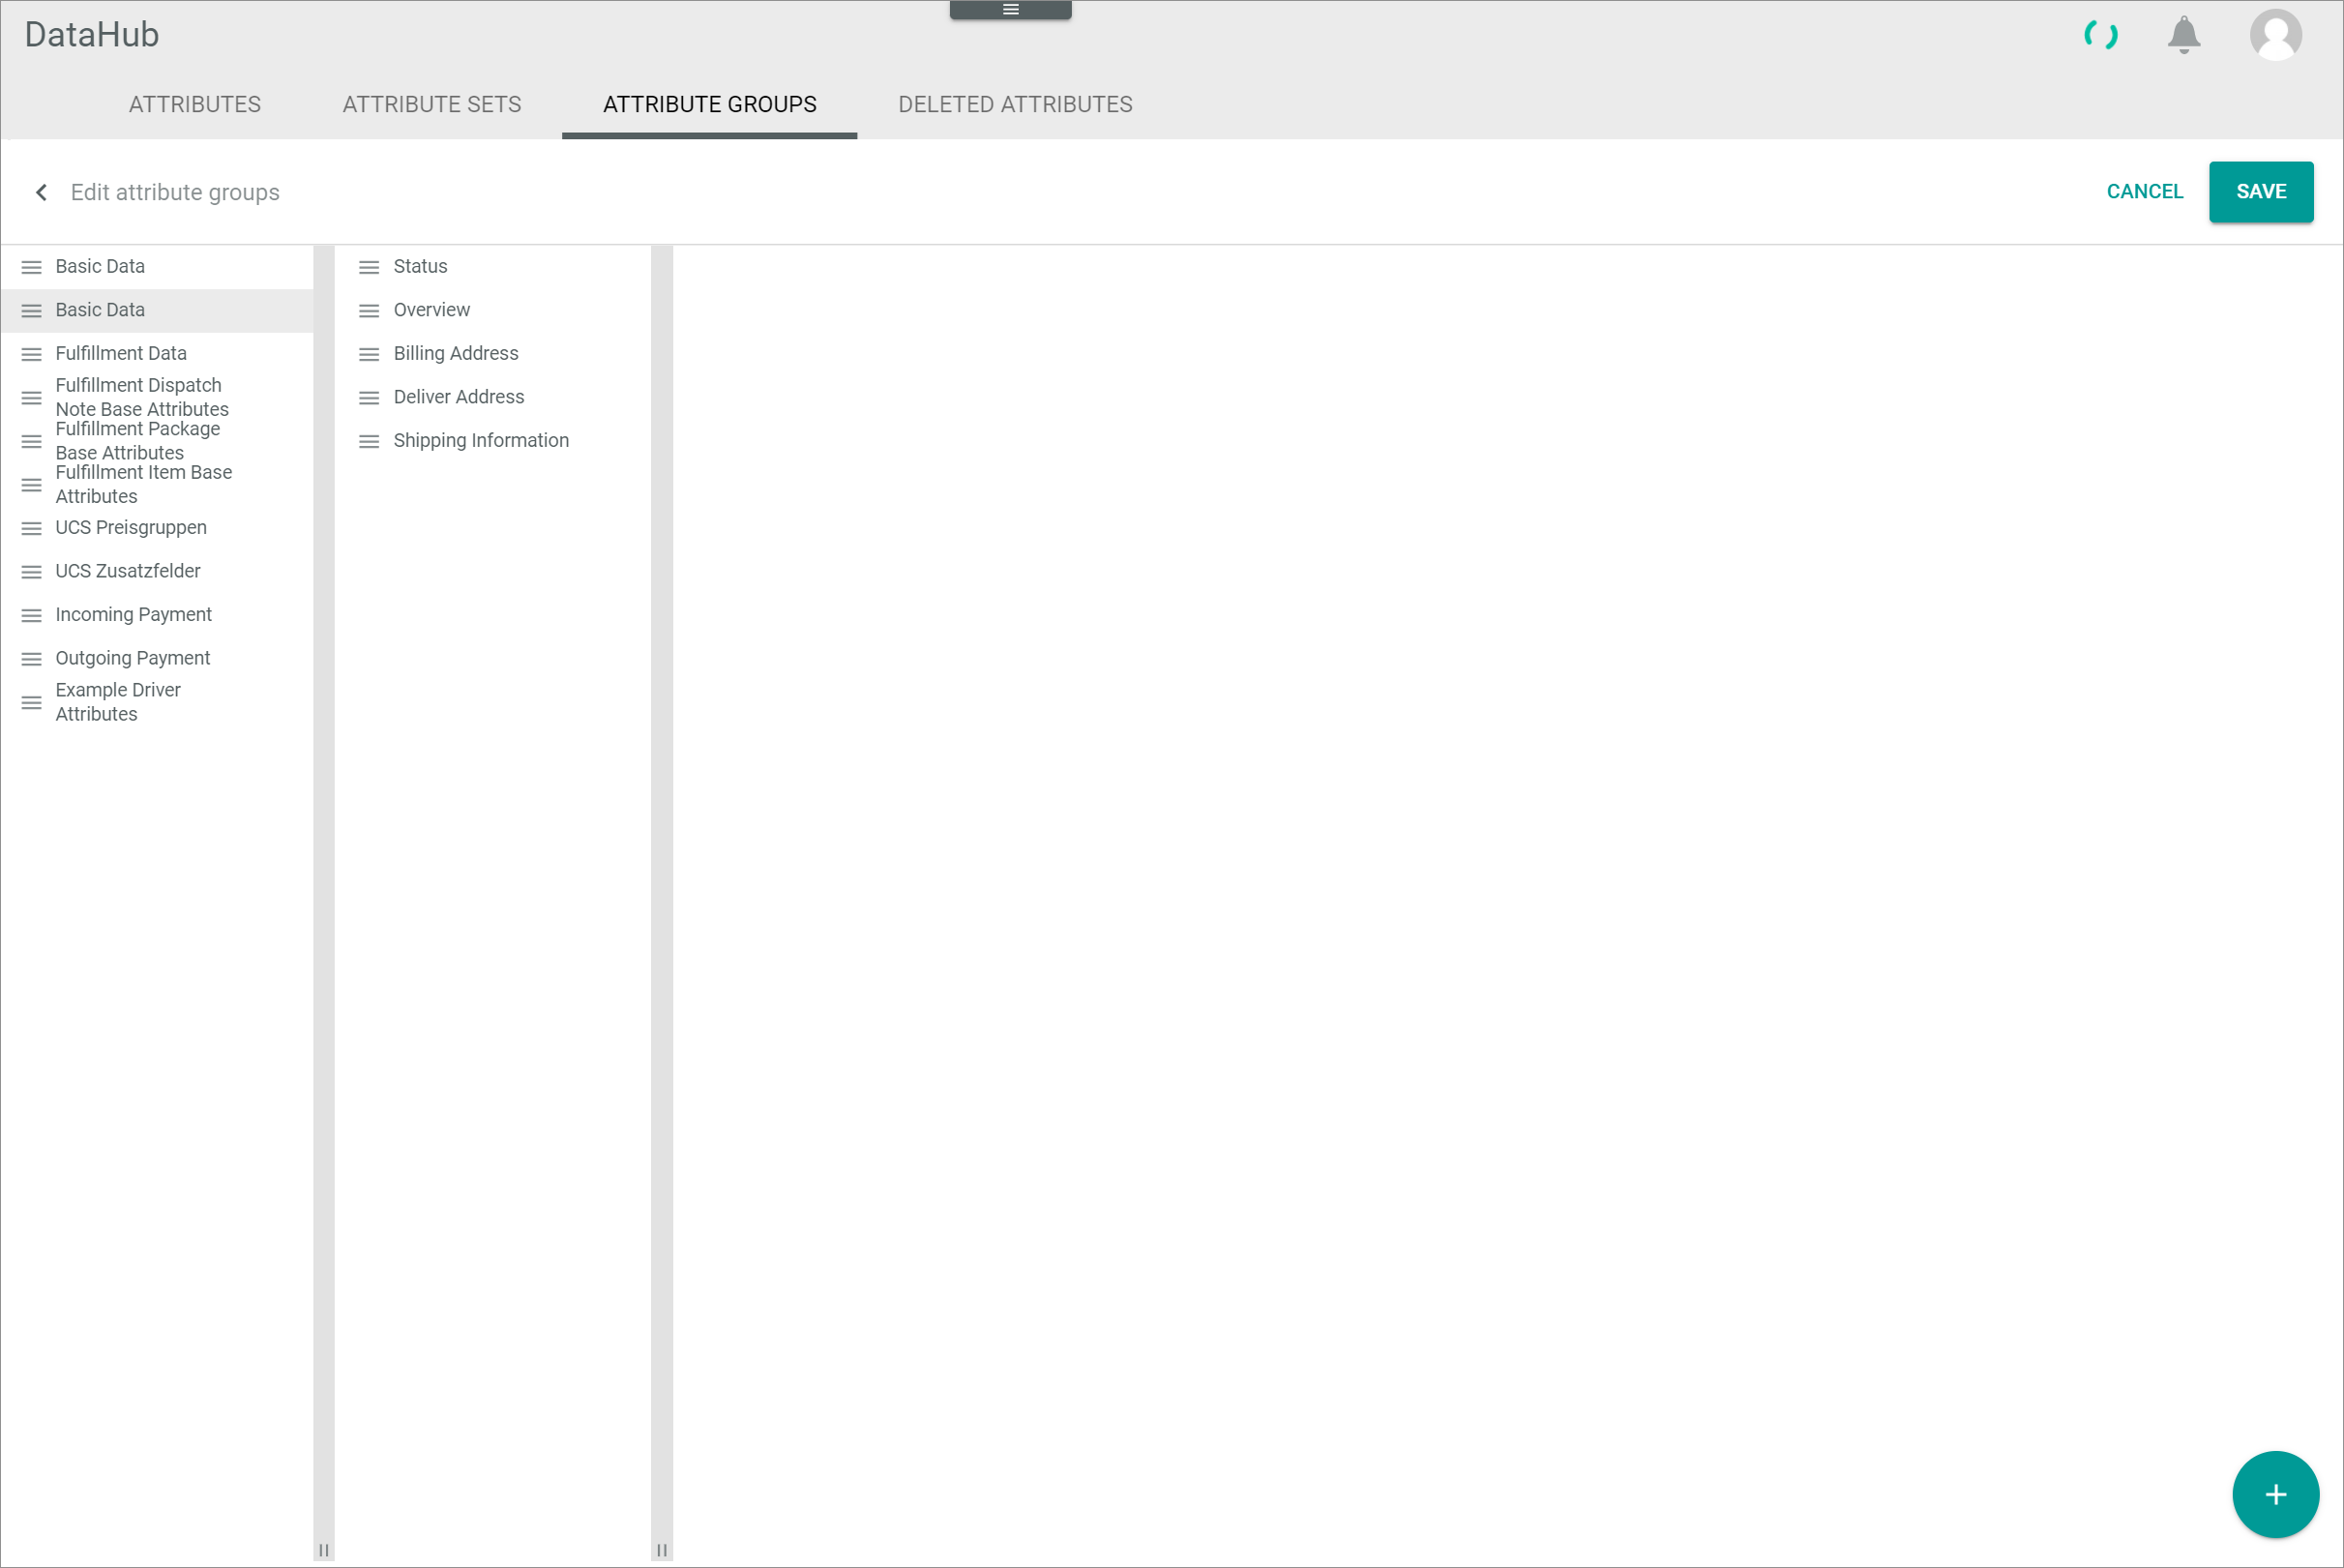 DataHub
ATTRIBUTES
ATTRIBUTE SETS
ATTRIBUTE GROUPS
DELETED ATTRIBUTES
Edit attribute groups
CANCEL
SAVE
Basic Data
Basic Data
Fulfillment Data
Fulfillment Dispatch
Note Base Attributes
Fulfillment Package
Base Attributes
Fulfillment Item Base
Attributes
UCS Preisgruppen
UCS Zusatzfelder
Incoming Payment
Outgoing Payment
Example Driver
Attributes
Status
Overview
Billing Address
Deliver Address
Shipping Information